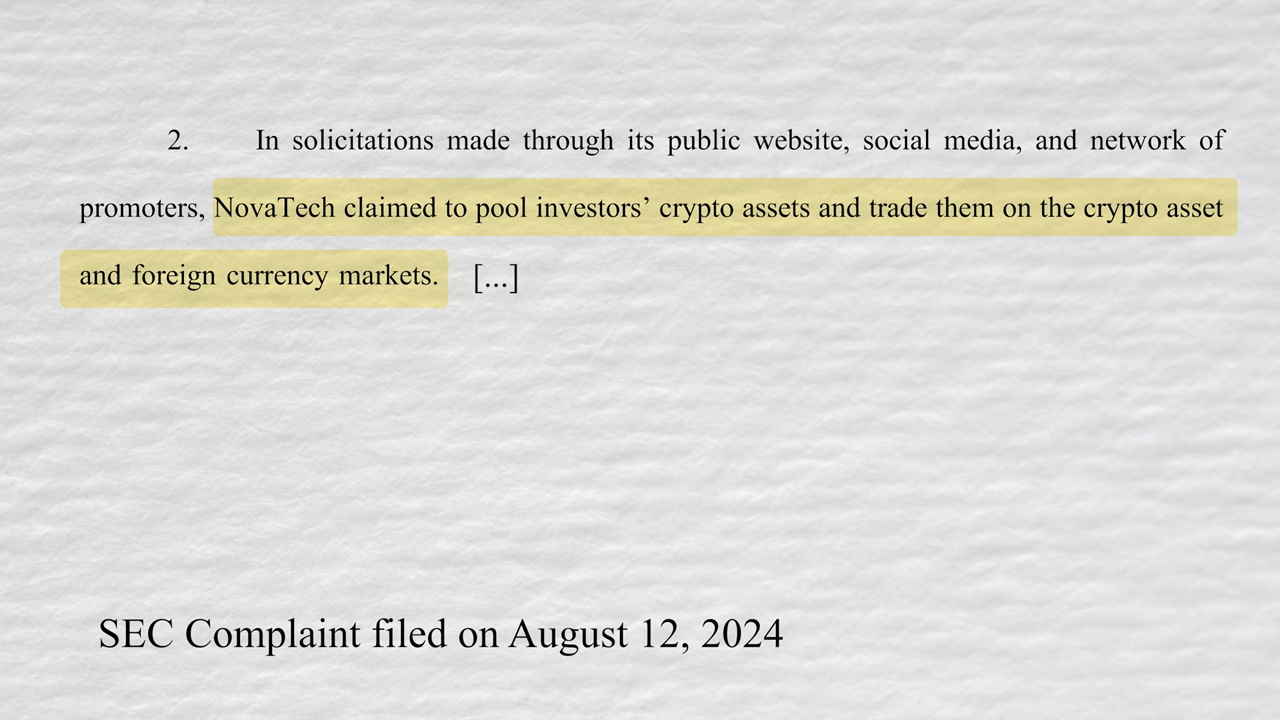 2. In solicitations made through its public website, social media, and network of
promoters, NovaTech claimed to pool investors’ crypto assets and trade them on the crypto asset
and foreign currency markets. [...]
SEC Complaint filed on August 12, 2024